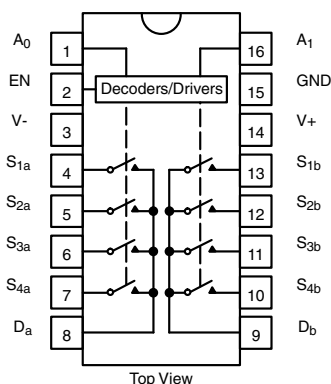 A0 1 16 A1
EN 2 Decoders/Drivers 15 GND
V- 3 14 V+
S1a 4 13 S1b
S2a 5 12 S2b
S3a 6 11 S3b
S4a 7 10 S4b
Da 8 9 Db
Top View